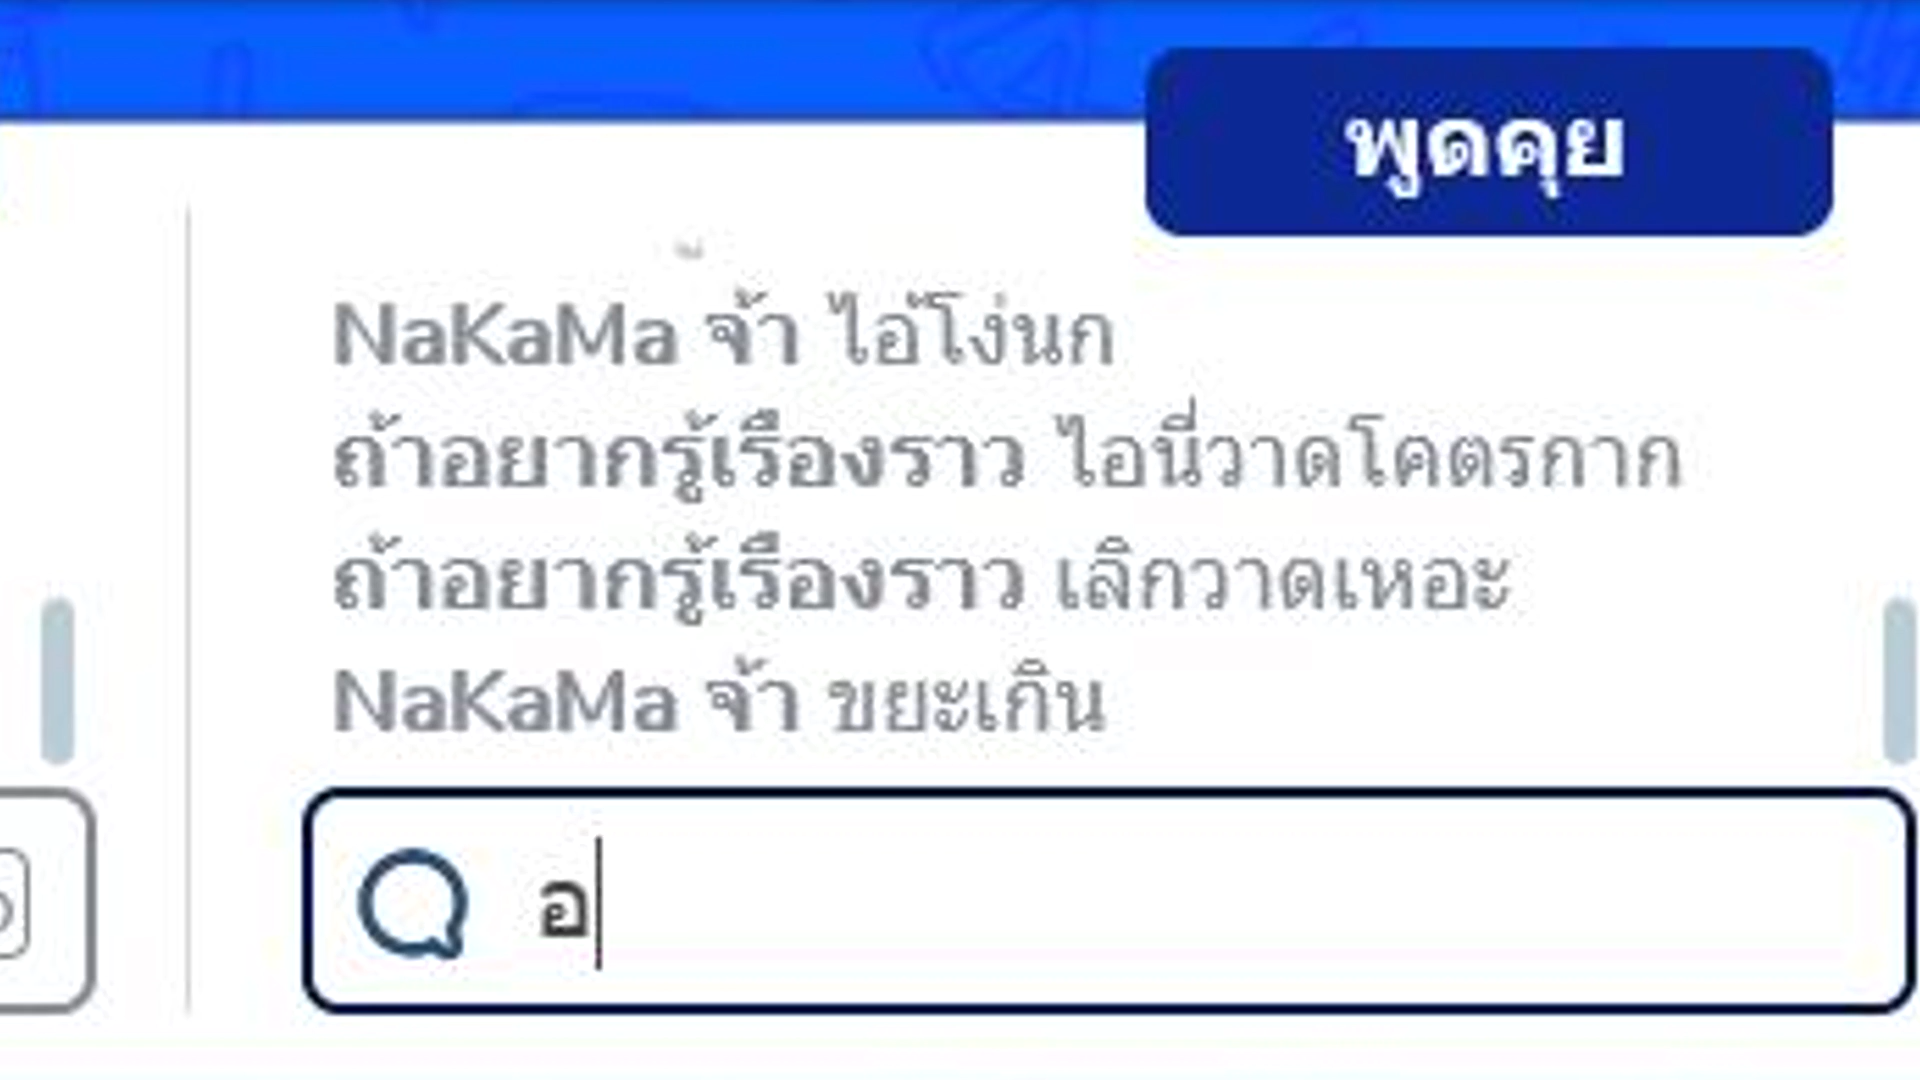 พูดคุย
NaKaMa จ้า ไอ้โง่นก
ถ้าอยากรู้เรื่องราว ไอนี่วาดโคตรกาก
ถ้าอยากรู้เรื่องราว เลิกวาดเหอะ
NaKaMa จ้า ขยะเกิน
อ